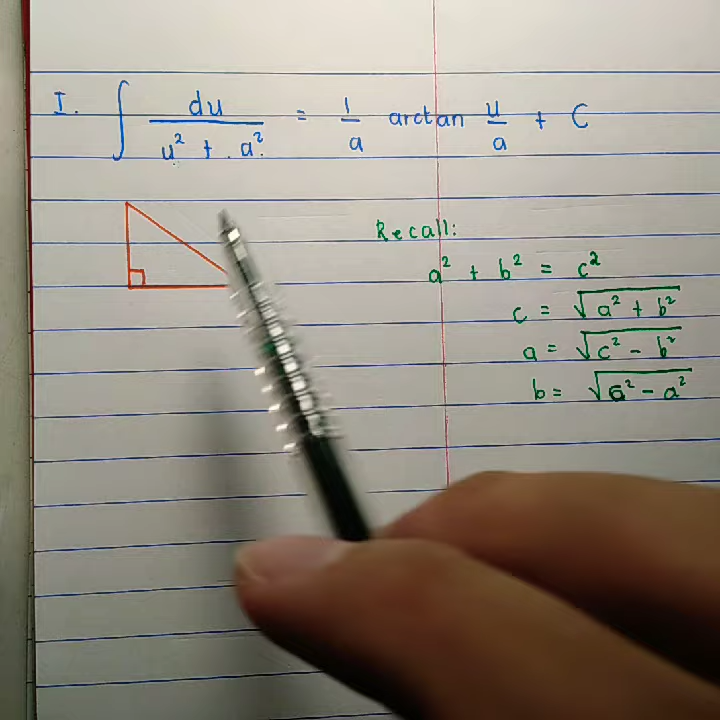 I. ∫ du / (u² + a²) = 1/a arctan u/a + C
Recall:
a² + b² = c²
c = √(a² + b²)
a = √(c² - b²)
b = √(c² - a²)